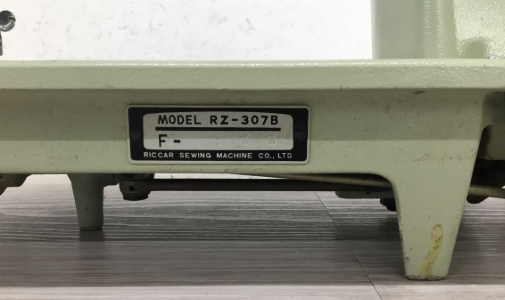 MODEL RZ-307B
F-
RICCAR SEWING MACHINE CO., LTD.